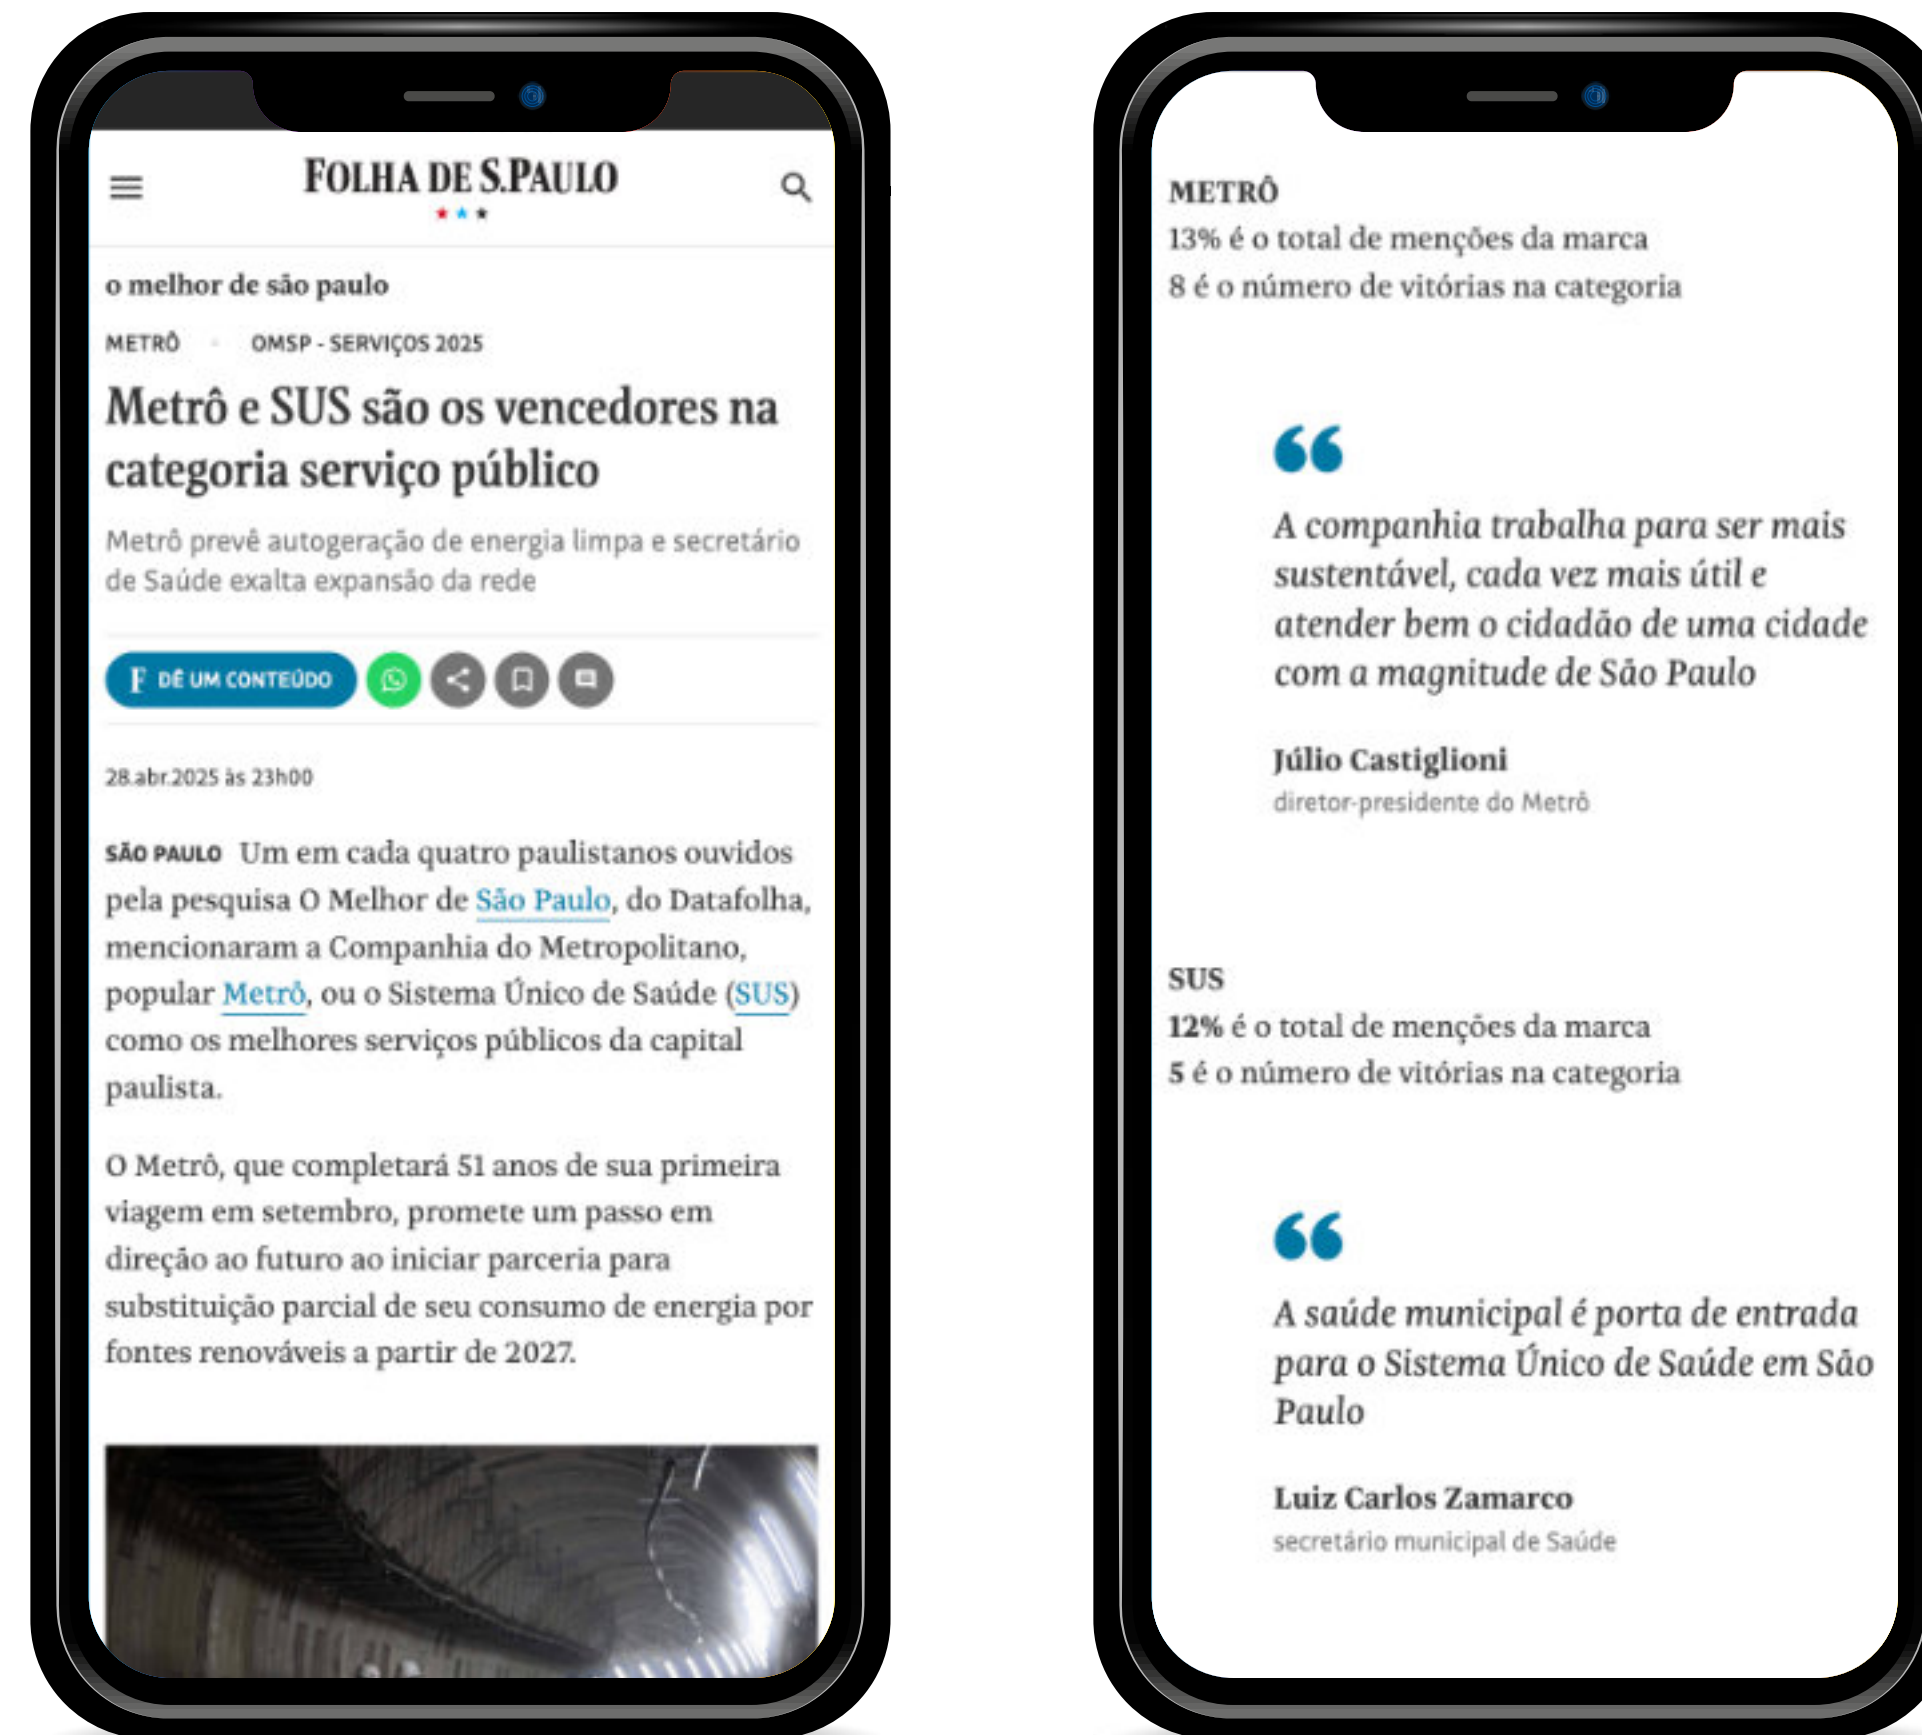 FOLHA DE S.PAULO
o melhor de são paulo
METRÔ OMSP - SERVIÇOS 2025
Metrô e SUS são os vencedores na
categoria serviço público
Metrô prevê autogeração de energia limpa e secretário
de Saúde exalta expansão da rede
F DÊ UM CONTEÚDO
28.abr.2025 às 23h00
SÃO PAULO Um em cada quatro paulistanos ouvidos
pela pesquisa O Melhor de São Paulo, do Datafolha,
mencionaram a Companhia do Metropolitano,
popular Metrô, ou o Sistema Único de Saúde (SUS)
como os melhores serviços públicos da capital
paulista.
O Metrô, que completará 51 anos de sua primeira
viagem em setembro, promete um passo em
direção ao futuro ao iniciar parceria para
substituição parcial de seu consumo de energia por
fontes renováveis a partir de 2027.
METRÔ
13% é o total de menções da marca
8 é o número de vitórias na categoria
“
A companhia trabalha para ser mais
sustentável, cada vez mais útil e
atender bem o cidadão de uma cidade
com a magnitude de São Paulo
Júlio Castiglioni
diretor-presidente do Metrô
SUS
12% é o total de menções da marca
5 é o número de vitórias na categoria
“
A saúde municipal é porta de entrada
para o Sistema Único de Saúde em São
Paulo
Luiz Carlos Zamarco
secretário municipal de Saúde